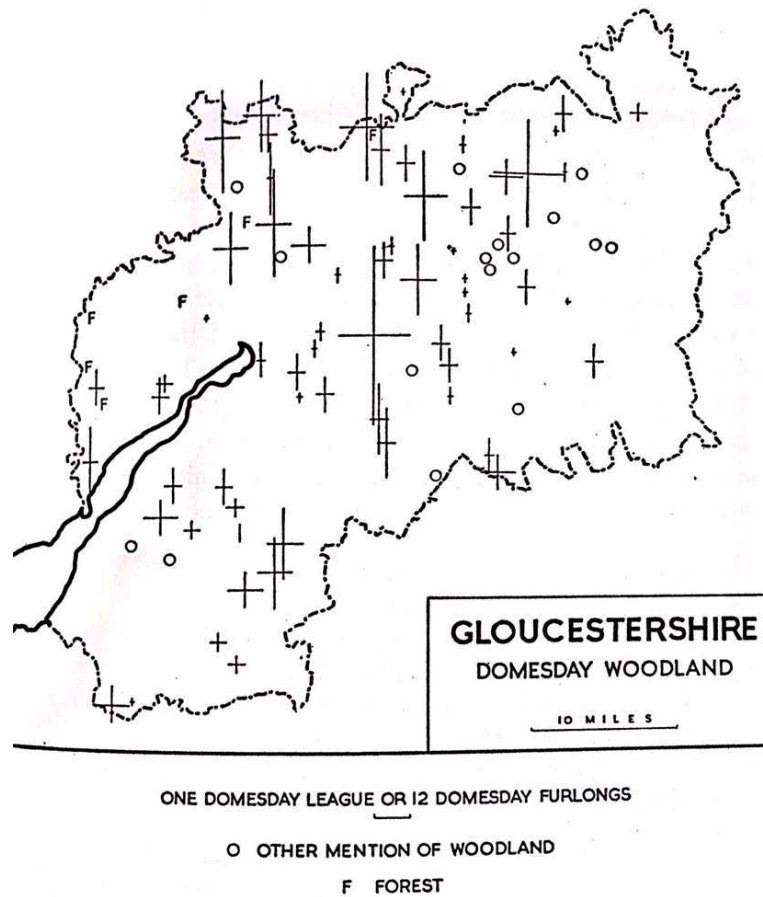 F
F
F
F
F
F
GLOUCESTERSHIRE
DOMESDAY WOODLAND
10 MILES
ONE DOMESDAY LEAGUE OR 12 DOMESDAY FURLONGS
O OTHER MENTION OF WOODLAND
F FOREST